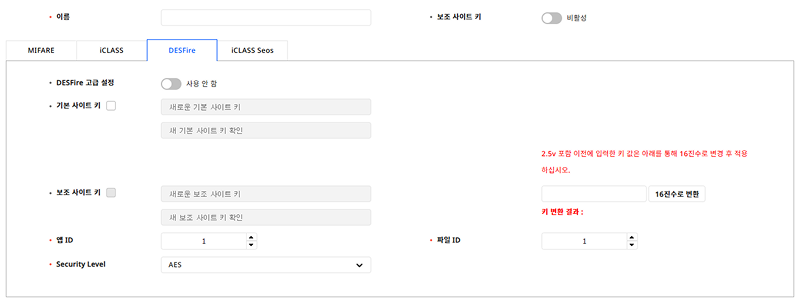 이름
보조 사이트 키
비활성
MIFARE
iCLASS
DESFire
iCLASS Seos
DESFire 고급 설정
사용 안 함
기본 사이트 키
새로운 기본 사이트 키
새 기본 사이트 키 확인
2.5v 포함 이전에 입력한 키 값은 아래를 통해 16진수로 변경 후 적용
하십시오.
보조 사이트 키
새로운 보조 사이트 키
16진수로 변환
새 보조 사이트 키 확인
키 변환 결과 :
앱 ID
1
파일 ID
1
Security Level
AES